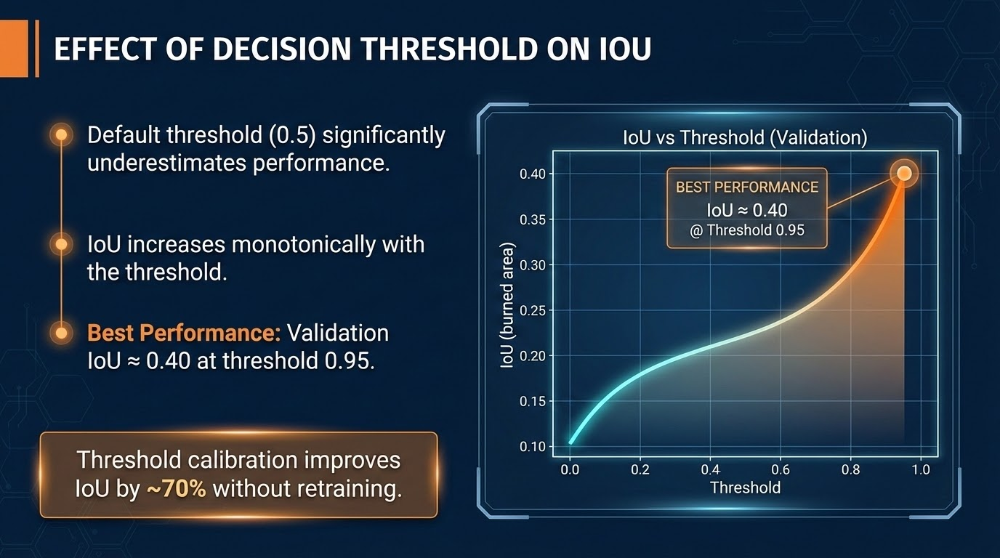 EFFECT OF DECISION THRESHOLD ON IOU
Default threshold (0.5) significantly
underestimates performance.
IoU increases monotonically with
the threshold.
Best Performance: Validation
IoU ≈ 0.40 at threshold 0.95.
Threshold calibration improves
IoU by ~70% without retraining.
IoU vs Threshold (Validation)
BEST PERFORMANCE
IoU ≈ 0.40
@ Threshold 0.95
IoU (burned area)
0.40
0.35
0.30
0.25
0.20
0.15
0.10
0.0 0.2 0.4 0.6 0.8 1.0
Threshold